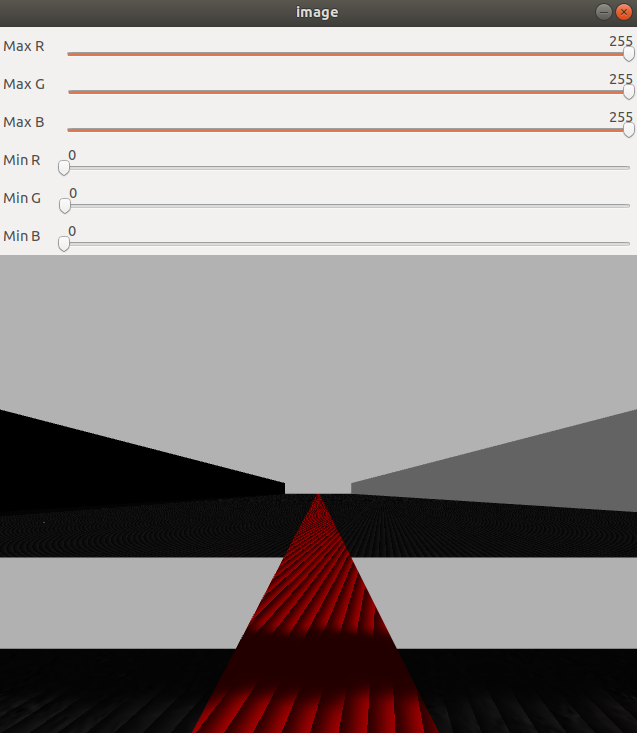 image
Max R 255
Max G 255
Max B 255
Min R 0
Min G 0
Min B 0